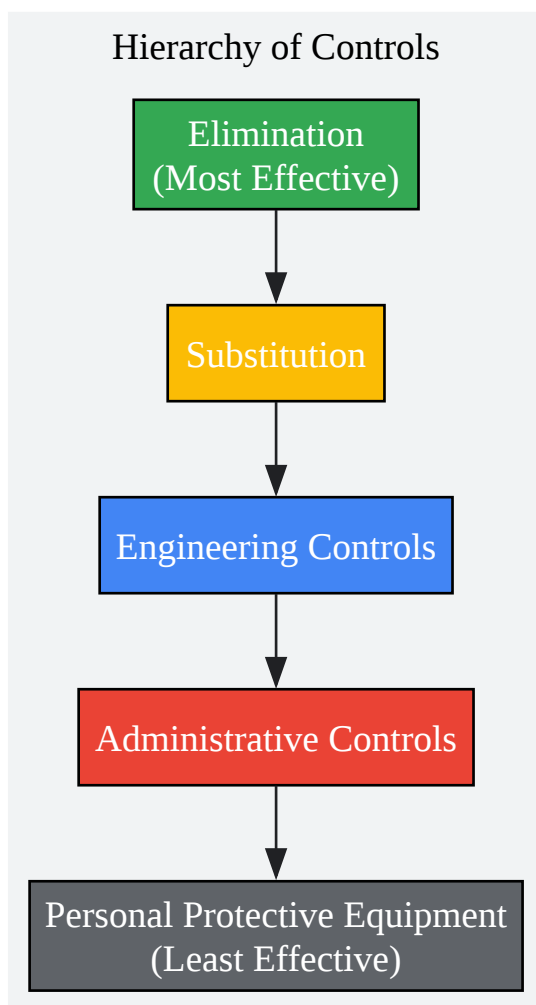 Hierarchy of Controls
Elimination
(Most Effective)
Substitution
Engineering Controls
Administrative Controls
Personal Protective Equipment
(Least Effective)